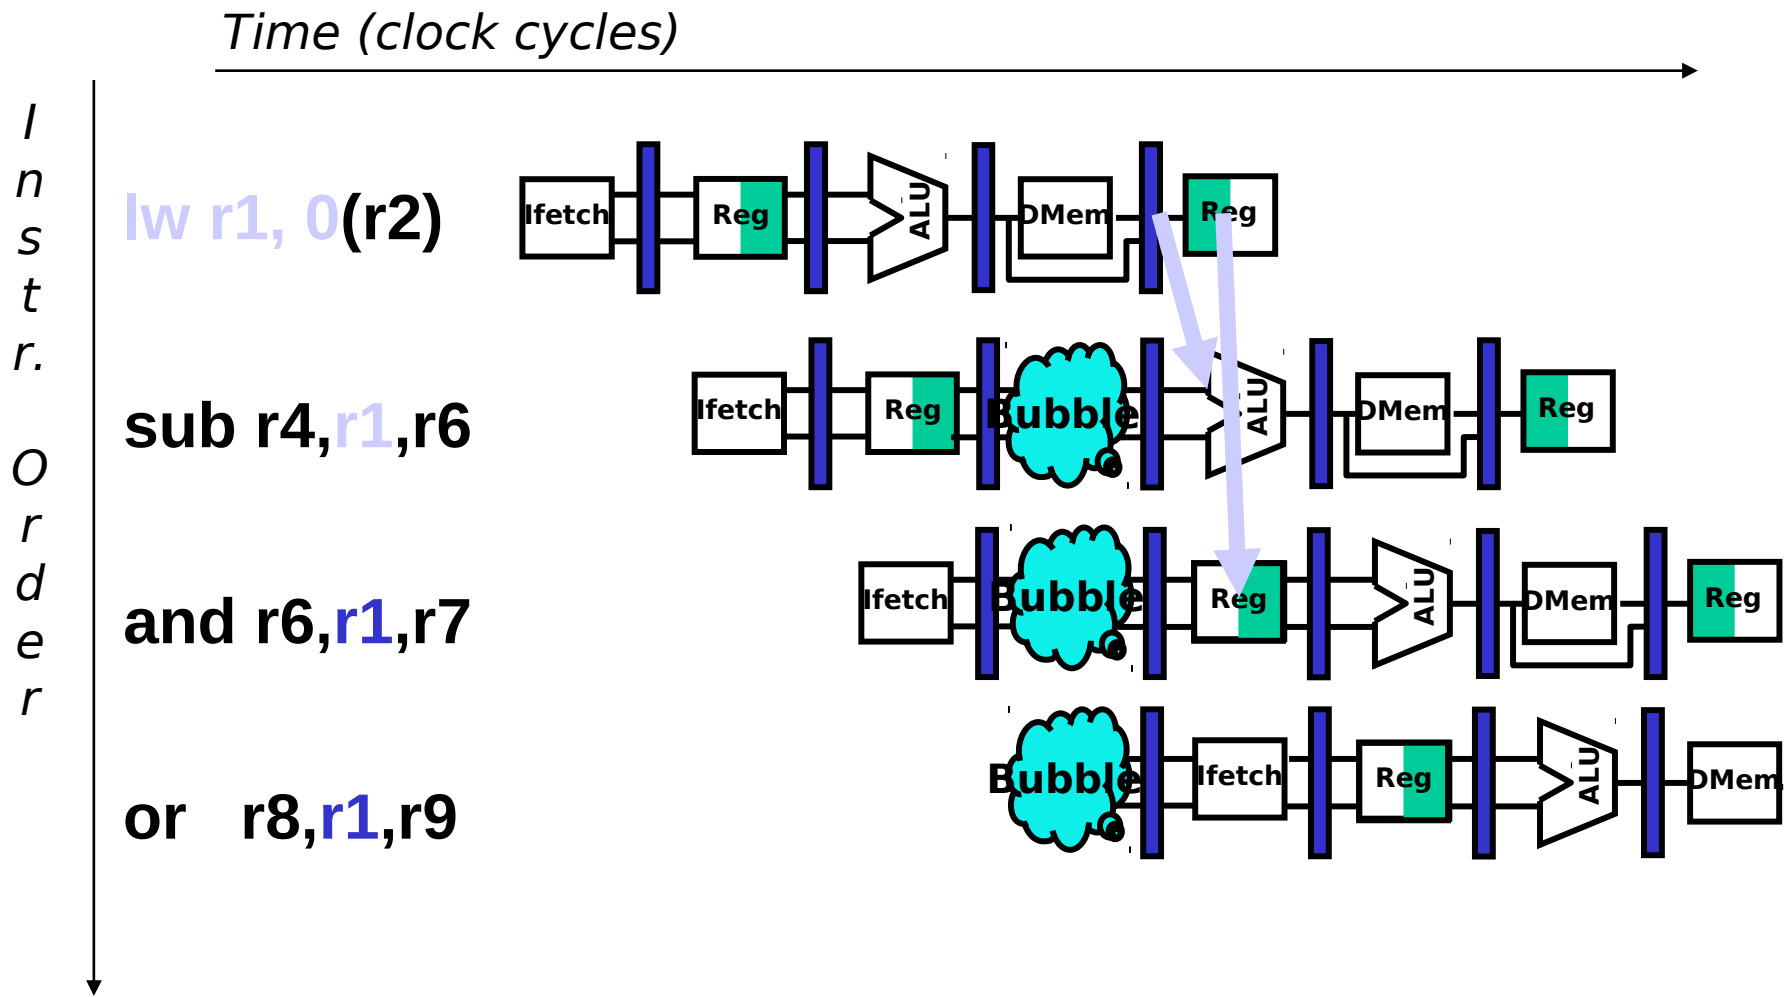 Time (clock cycles)
Instr. Order
lw r1, 0(r2)
Ifetch Reg ALU DMem Reg
sub r4,r1,r6
Ifetch Reg Bubble ALU DMem Reg
and r6,r1,r7
Ifetch Bubble Reg ALU DMem Reg
or r8,r1,r9
Bubble Ifetch Reg ALU DMem